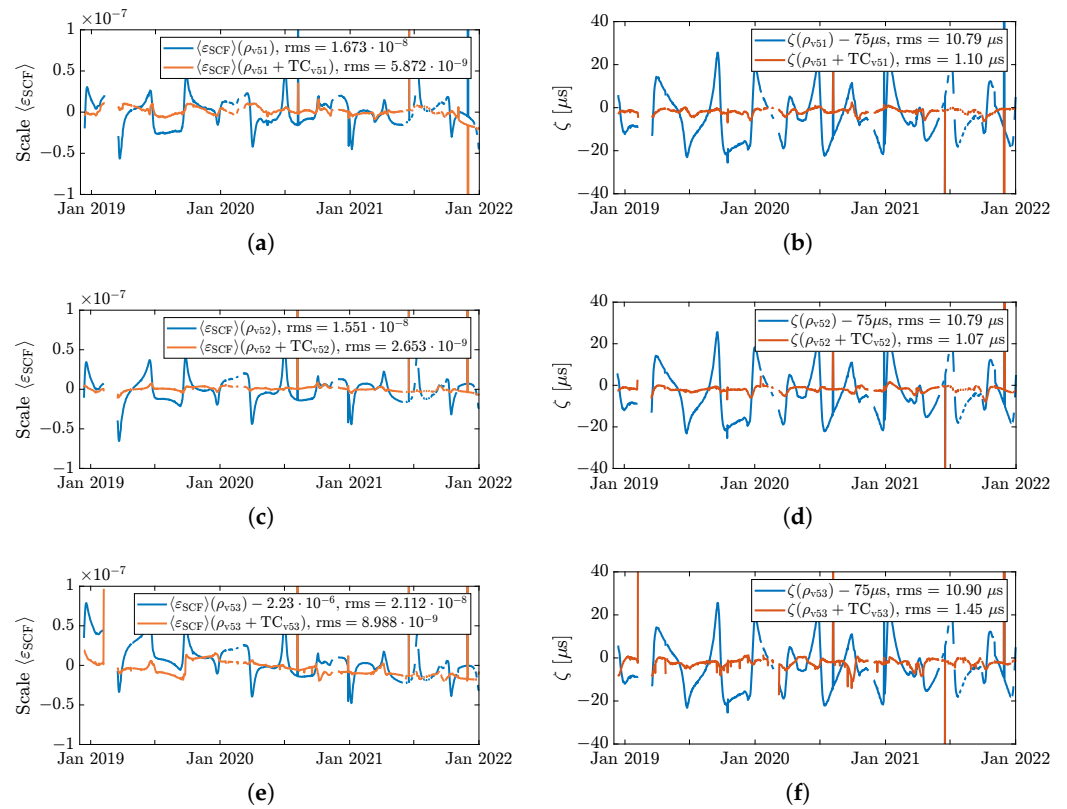 ×10⁻⁷
1
0.5
0
−0.5
−1
Scale ⟨ε_SCF⟩
⟨ε_SCF⟩(ρ_v51), rms = 1.673 · 10⁻⁸
⟨ε_SCF⟩(ρ_v51 + TC_v51), rms = 5.872 · 10⁻⁹
Jan 2019 Jan 2020 Jan 2021 Jan 2022
(a)
40
20
0
−20
−40
ζ [μs]
ζ(ρ_v51) − 75μs, rms = 10.79 μs
ζ(ρ_v51 + TC_v51), rms = 1.10 μs
Jan 2019 Jan 2020 Jan 2021 Jan 2022
(b)
×10⁻⁷
1
0.5
0
−0.5
−1
Scale ⟨ε_SCF⟩
⟨ε_SCF⟩(ρ_v52), rms = 1.551 · 10⁻⁸
⟨ε_SCF⟩(ρ_v52 + TC_v52), rms = 2.653 · 10⁻⁹
Jan 2019 Jan 2020 Jan 2021 Jan 2022
(c)
40
20
0
−20
−40
ζ [μs]
ζ(ρ_v52) − 75μs, rms = 10.79 μs
ζ(ρ_v52 + TC_v52), rms = 1.07 μs
Jan 2019 Jan 2020 Jan 2021 Jan 2022
(d)
×10⁻⁷
1
0.5
0
−0.5
−1
Scale ⟨ε_SCF⟩
⟨ε_SCF⟩(ρ_v53) − 2.23 · 10⁻⁶, rms = 2.112 · 10⁻⁸
⟨ε_SCF⟩(ρ_v53 + TC_v53), rms = 8.988 · 10⁻⁹
Jan 2019 Jan 2020 Jan 2021 Jan 2022
(e)
40
20
0
−20
−40
ζ [μs]
ζ(ρ_v53) − 75μs, rms = 10.90 μs
ζ(ρ_v53 + TC_v53), rms = 1.45 μs
Jan 2019 Jan 2020 Jan 2021 Jan 2022
(f)